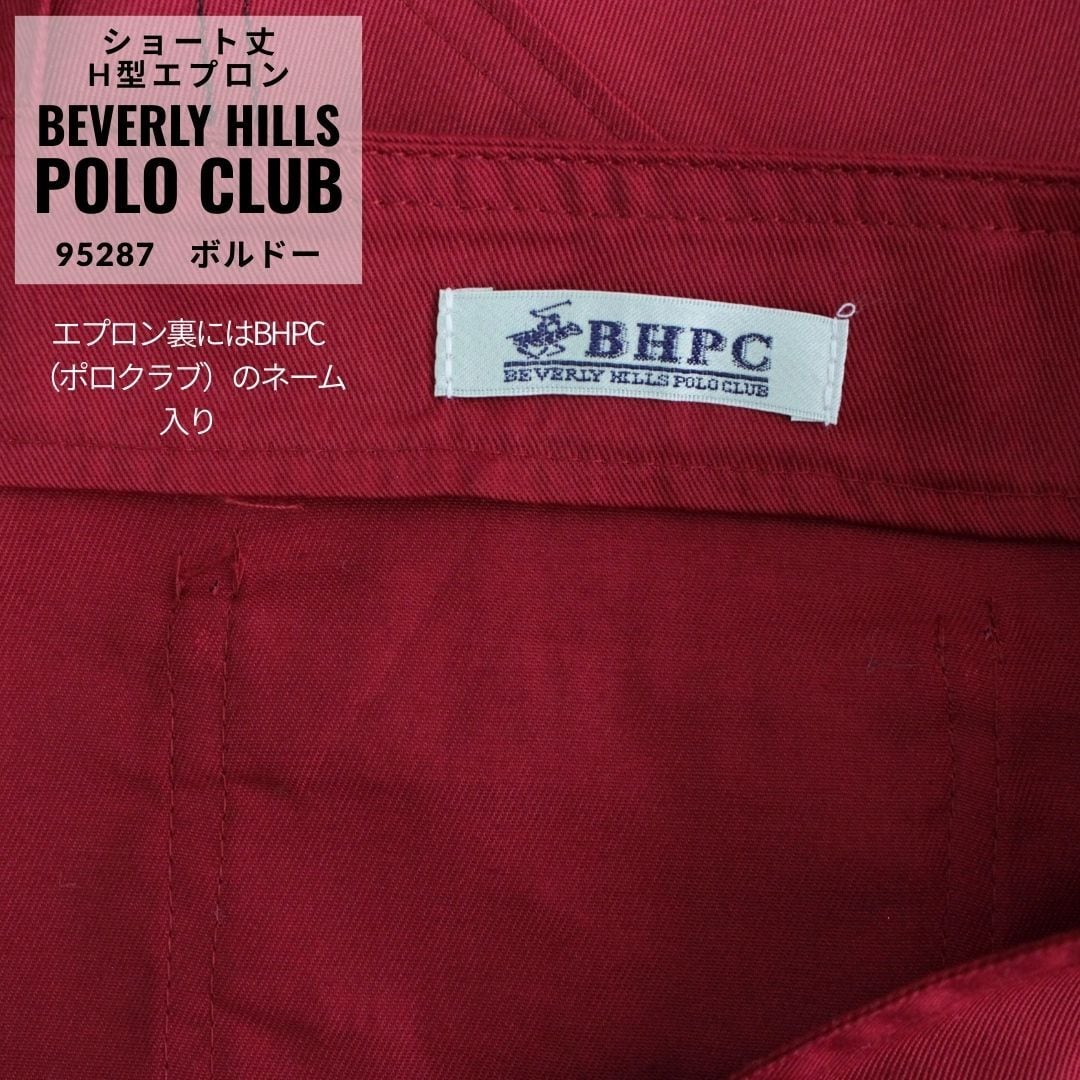 ショート丈
H型エプロン
BEVERLY HILLS
POLO CLUB
95287　ボルドー
エプロン裏にはBHPC
（ポロクラブ）のネーム
入り
BHPC
BEVERLY HILLS POLO CLUB